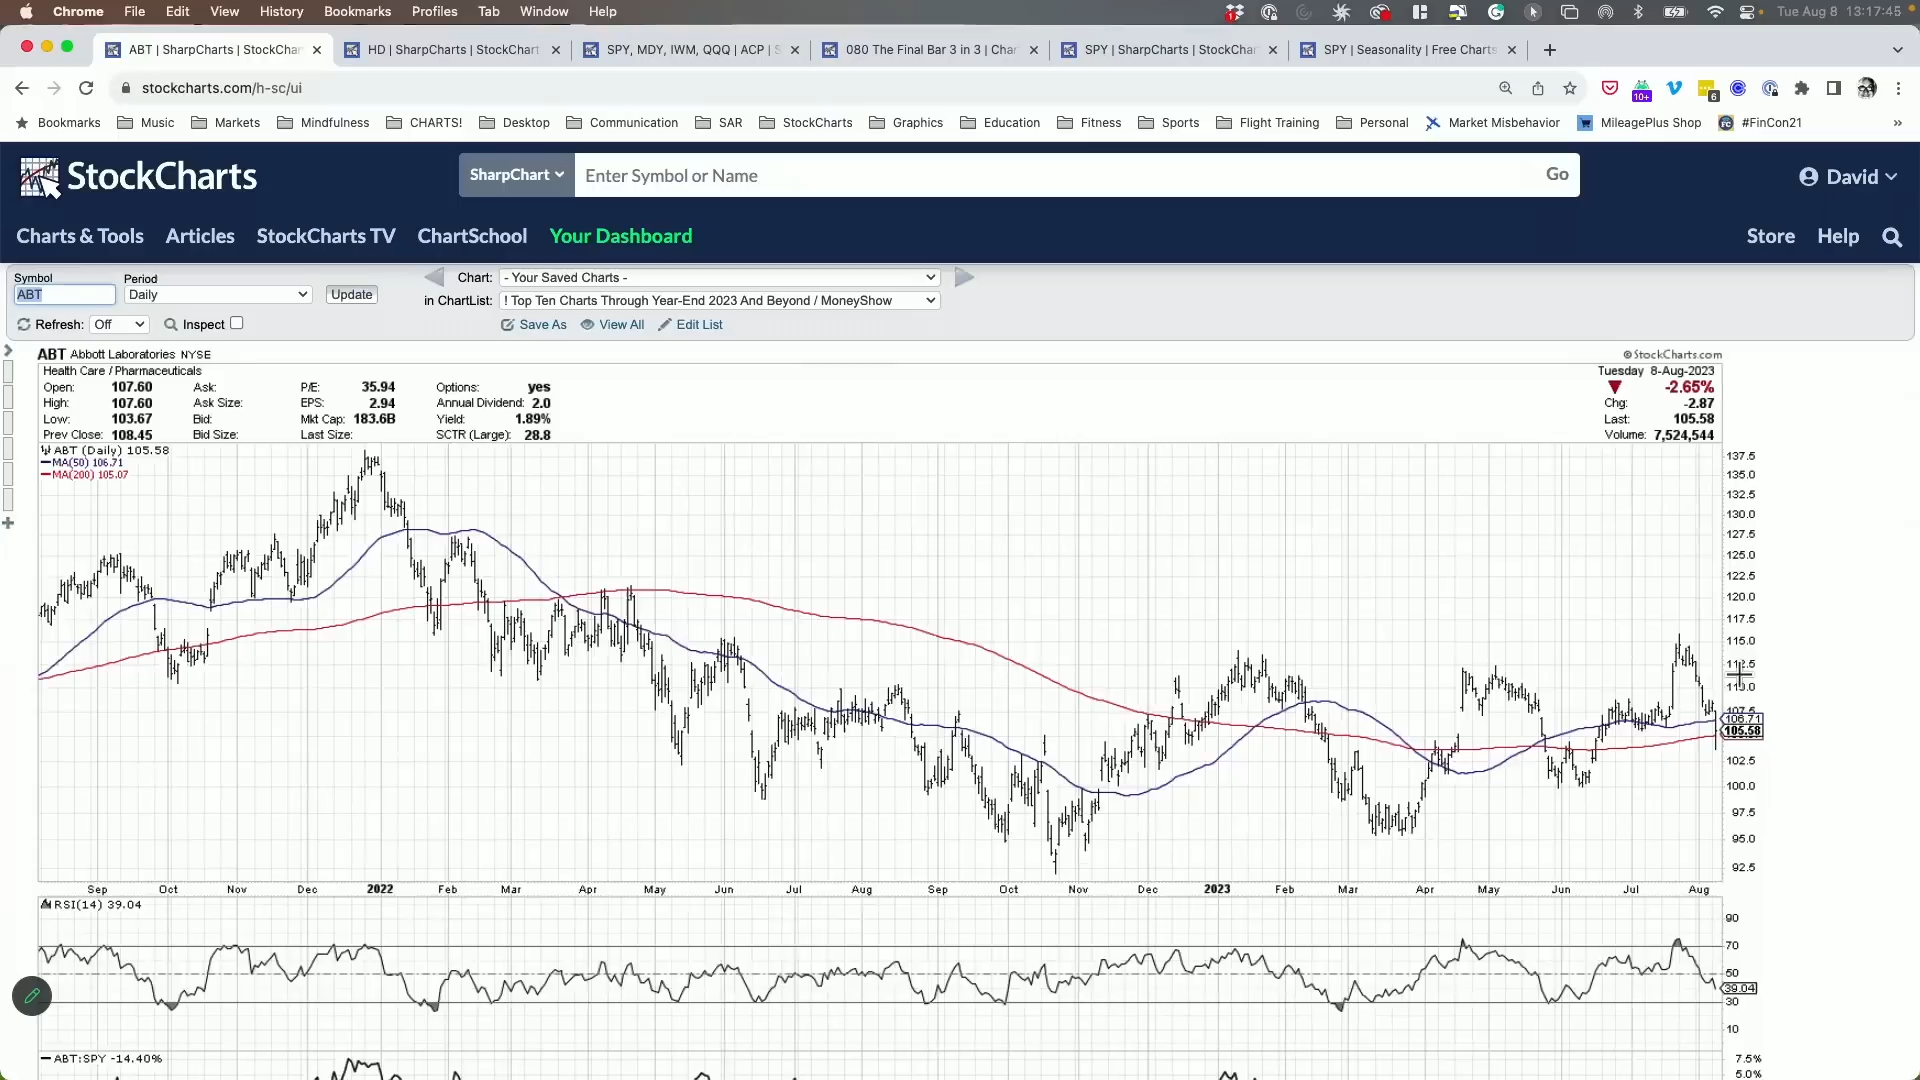 Chrome File Edit View History Bookmarks Profiles Tab Window Help Tue Aug 8 13:17:45
ABT | SharpCharts | StockChar HD | SharpCharts | StockChart SPY, MDY, IWM, QQQ | ACP | S 080 The Final Bar 3 in 3 | Char SPY | SharpCharts | StockChar SPY | Seasonality | Free Charts
stockcharts.com/h-sc/ui 10+ 6
Bookmarks Music Markets Mindfulness CHARTS! Desktop Communication SAR StockCharts Graphics Education Fitness Sports Flight Training Personal Market Misbehavior MileagePlus Shop #FinCon21 »
StockCharts SharpChart Enter Symbol or Name Go David
Charts & Tools Articles StockCharts TV ChartSchool Your Dashboard Store Help
Symbol Period Chart: - Your Saved Charts -
ABT Daily Update in ChartList: ! Top Ten Charts Through Year-End 2023 And Beyond / MoneyShow
Refresh: Off Inspect Save As View All Edit List
ABT Abbott Laboratories NYSE © StockCharts.com
Health Care / Pharmaceuticals Tuesday 8-Aug-2023
Open: 107.60 Ask: P/E: 35.94 Options: yes -2.65%
High: 107.60 Ask Size: EPS: 2.94 Annual Dividend: 2.0 Chg: -2.87
Low: 103.67 Bid: Mkt Cap: 183.6B Yield: 1.89% Last: 105.58
Prev Close: 108.45 Bid Size: Last Size: SCTR (Large): 28.8 Volume: 7,524,544
ABT (Daily) 105.58
MA(50) 106.71
MA(200) 105.07
137.5
135.0
132.5
130.0
127.5
125.0
122.5
120.0
117.5
115.0
112.5
110.0
107.5
106.71
105.58
102.5
100.0
97.5
95.0
92.5
Sep Oct Nov Dec 2022 Feb Mar Apr May Jun Jul Aug Sep Oct Nov Dec 2023 Feb Mar Apr May Jun Jul Aug
RSI(14) 39.04
90
70
50
39.04
30
10
ABT:SPY -14.40%
7.5%
5.0%